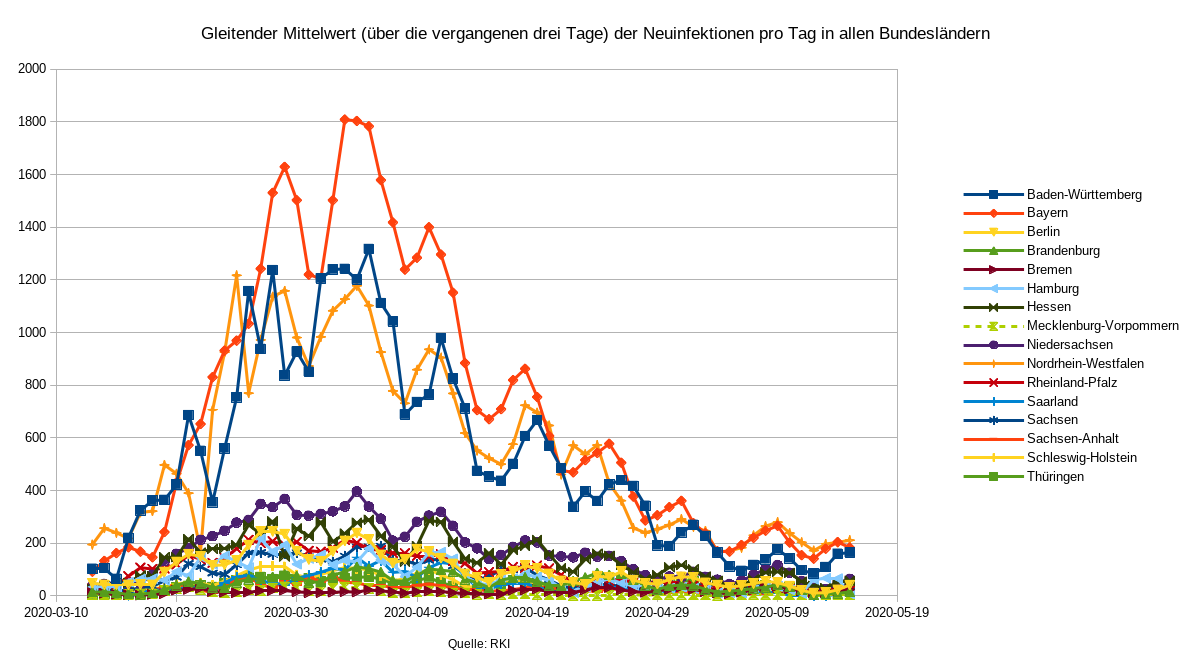 Gleitender Mittelwert (über die vergangenen drei Tage) der Neuinfektionen pro Tag in allen Bundesländern
2000
1800
1600
1400
1200
1000
800
600
400
200
0
2020-03-10 2020-03-20 2020-03-30 2020-04-09 2020-04-19 2020-04-29 2020-05-09 2020-05-19
Quelle: RKI
Baden-Württemberg
Bayern
Berlin
Brandenburg
Bremen
Hamburg
Hessen
Mecklenburg-Vorpommern
Niedersachsen
Nordrhein-Westfalen
Rheinland-Pfalz
Saarland
Sachsen
Sachsen-Anhalt
Schleswig-Holstein
Thüringen